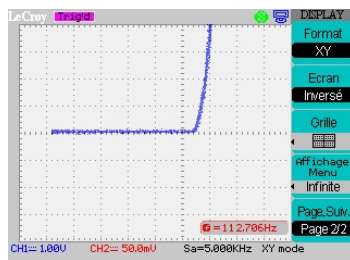 LeCroy Trig'd DISPLAY
Format
XY
Ecran
Inversé
Grille
Affichage
Menu
Infinite
Page Suiv.
Page 2/2
=112.706Hz
CH1 1.00V CH2 50.0mV Sa=5.000KHz XY mode